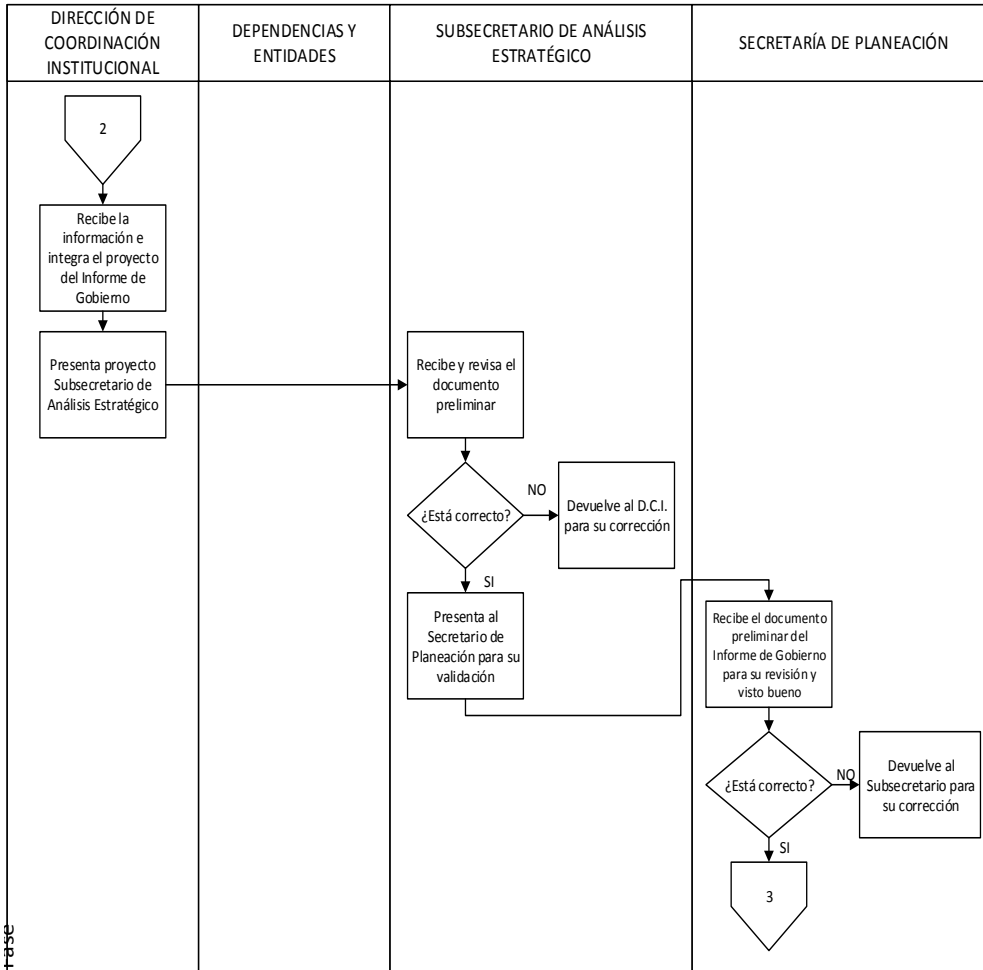 DIRECCIÓN DE
COORDINACIÓN
INSTITUCIONAL
DEPENDENCIAS Y
ENTIDADES
SUBSECRETARIO DE ANÁLISIS
ESTRATÉGICO
SECRETARÍA DE PLANEACIÓN
2
Recibe la
información e
integra el proyecto
del Informe de
Gobierno
Presenta proyecto
Subsecretario de
Análisis Estratégico
Recibe y revisa el
documento
preliminar
¿Está correcto?
NO
Devuelve al D.C.I.
para su corrección
SI
Presenta al
Secretario de
Planeación para su
validación
Recibe el documento
preliminar del
Informe de Gobierno
para su revisión y
visto bueno
¿Está correcto?
NO
Devuelve al
Subsecretario para
su corrección
SI
3
Fase